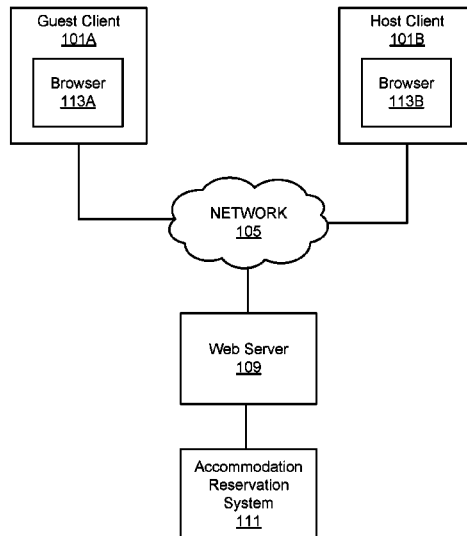 Guest Client
101A
Browser
113A
Host Client
101B
Browser
113B
NETWORK
105
Web Server
109
Accommodation
Reservation
System
111